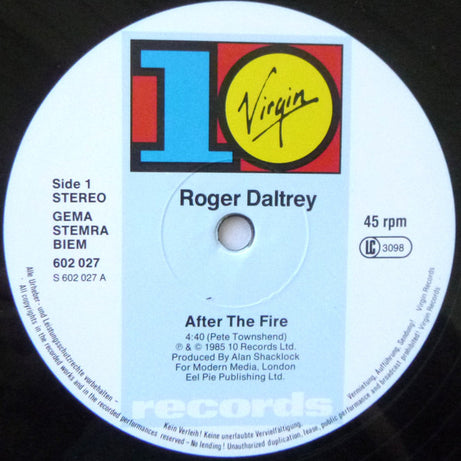 10
Virgin
Roger Daltrey
Side 1
STEREO
GEMA
STEMRA
BIEM
602 027
S 602 027 A
45 rpm
LC 3098
After The Fire
4:40 (Pete Townshend)
℗ & © 1985 10 Records Ltd.
Produced By Alan Shacklock
For Modern Media, London
Eel Pie Publishing Ltd.
records
Alle Urheber- und Leistungsschutzrechte vorbehalten – Kein Verleih! Keine unerlaubte Vervielfältigung, Vermietung, Aufführung, Sendung! Virgin Records
- All copyrights in the recorded works and in the recorded performances reserved – No lending! Unauthorized duplication, lease, public performance and broadcast prohibited! Virgin Records